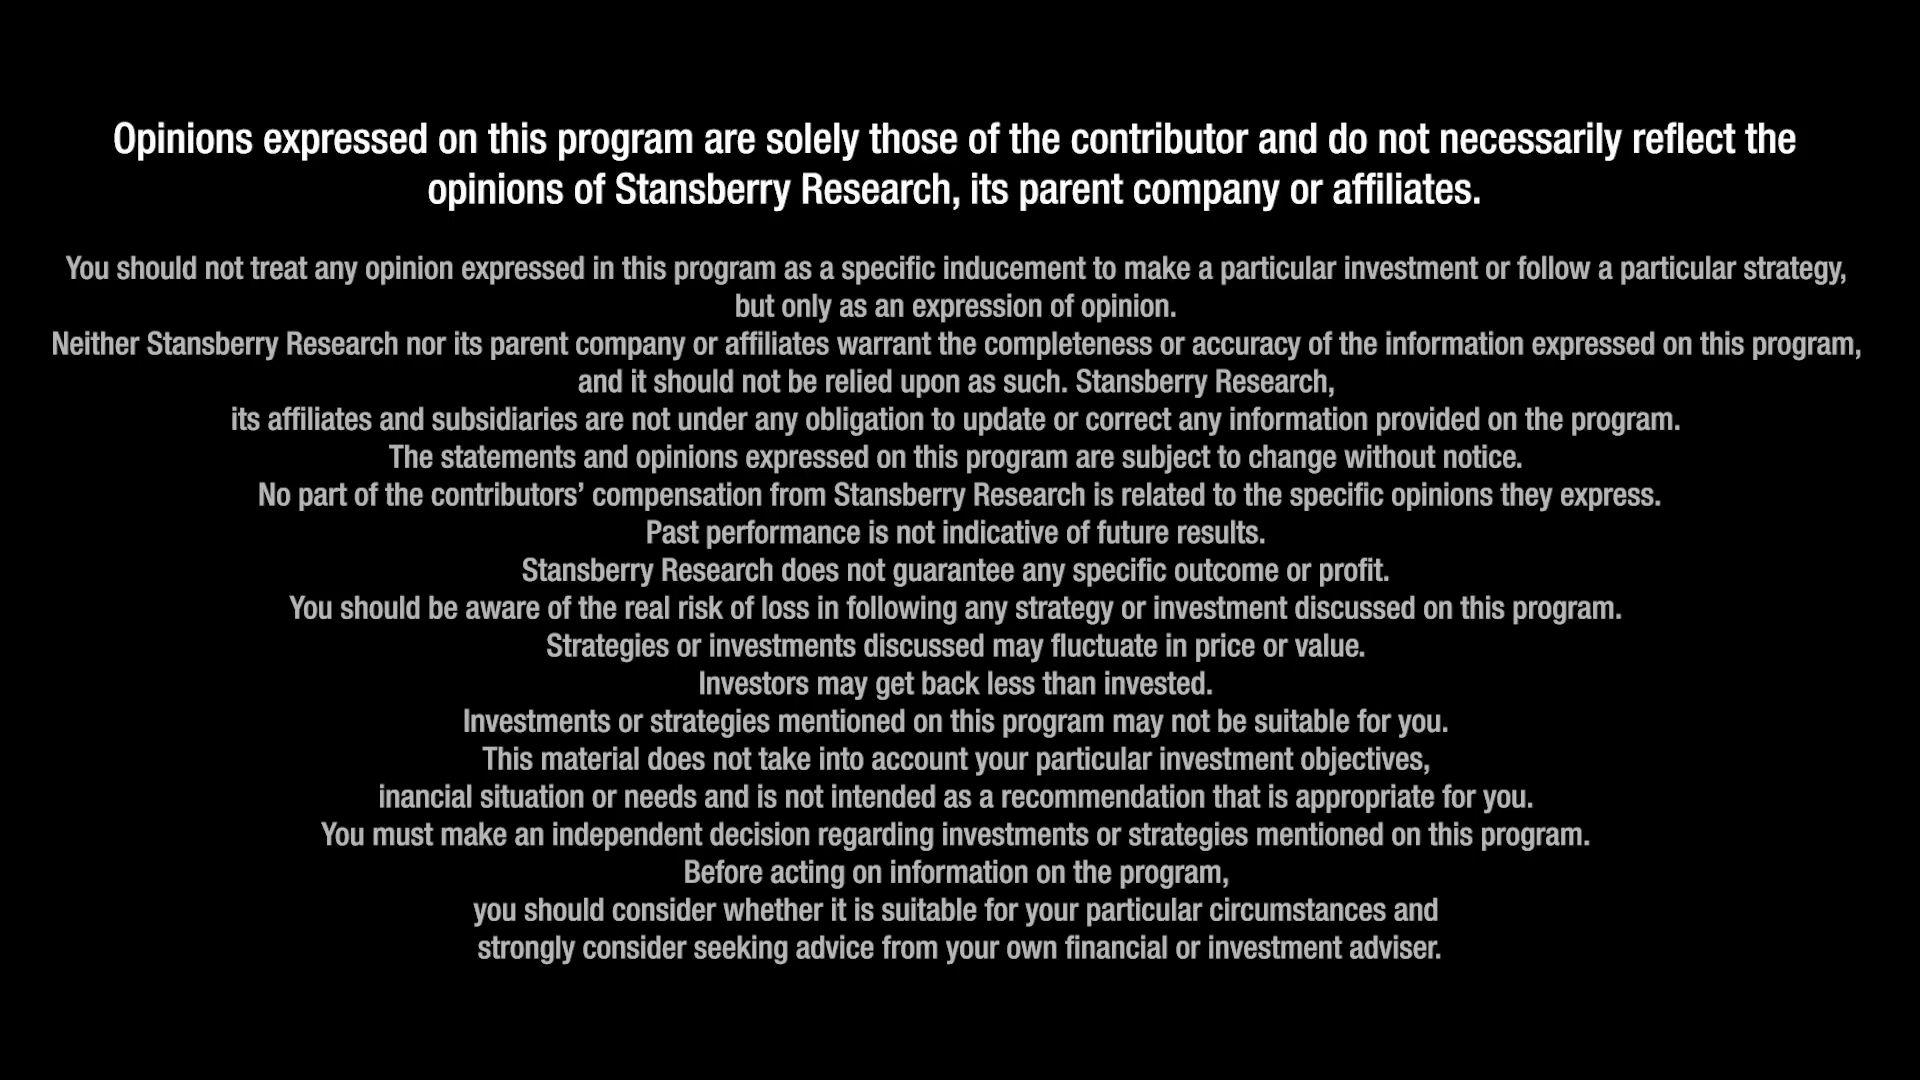 Opinions expressed on this program are solely those of the contributor and do not necessarily reflect the
opinions of Stansberry Research, its parent company or affiliates.
You should not treat any opinion expressed in this program as a specific inducement to make a particular investment or follow a particular strategy,
but only as an expression of opinion.
Neither Stansberry Research nor its parent company or affiliates warrant the completeness or accuracy of the information expressed on this program,
and it should not be relied upon as such. Stansberry Research,
its affiliates and subsidiaries are not under any obligation to update or correct any information provided on the program.
The statements and opinions expressed on this program are subject to change without notice.
No part of the contributors’ compensation from Stansberry Research is related to the specific opinions they express.
Past performance is not indicative of future results.
Stansberry Research does not guarantee any specific outcome or profit.
You should be aware of the real risk of loss in following any strategy or investment discussed on this program.
Strategies or investments discussed may fluctuate in price or value.
Investors may get back less than invested.
Investments or strategies mentioned on this program may not be suitable for you.
This material does not take into account your particular investment objectives,
inancial situation or needs and is not intended as a recommendation that is appropriate for you.
You must make an independent decision regarding investments or strategies mentioned on this program.
Before acting on information on the program,
you should consider whether it is suitable for your particular circumstances and
strongly consider seeking advice from your own financial or investment adviser.